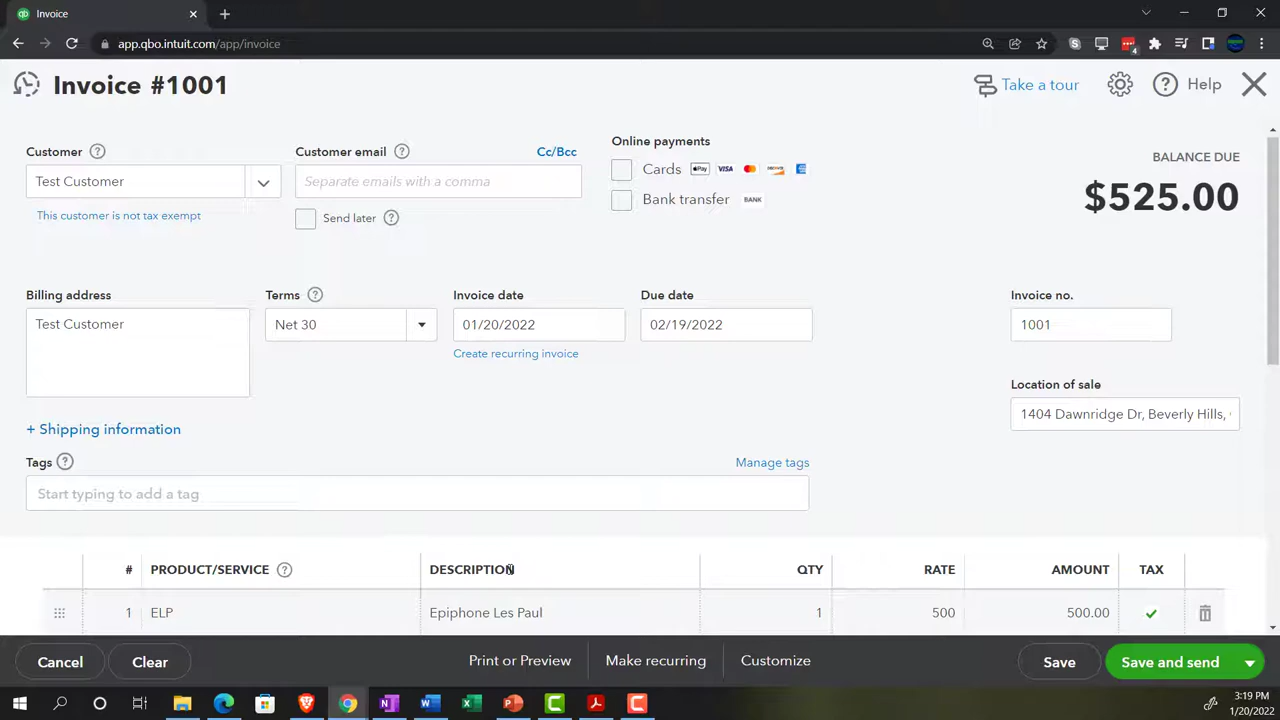 qb Invoice
app.qbo.intuit.com/app/invoice
4
Invoice #1001
Take a tour
? Help
Customer ?
Customer email ?
Cc/Bcc
Online payments
BALANCE DUE
Test Customer
Separate emails with a comma
Cards Pay VISA
$525.00
This customer is not tax exempt
Send later ?
Bank transfer BANK
Billing address
Terms ?
Invoice date
Due date
Invoice no.
Test Customer
Net 30
01/20/2022
02/19/2022
1001
Create recurring invoice
Location of sale
1404 Dawnridge Dr, Beverly Hills,
+ Shipping information
Tags ?
Manage tags
Start typing to add a tag
# PRODUCT/SERVICE ? DESCRIPTION QTY RATE AMOUNT TAX
1 ELP Epiphone Les Paul 1 500 500.00
Cancel
Clear
Print or Preview
Make recurring
Customize
Save
Save and send
3:19 PM
1/20/2022